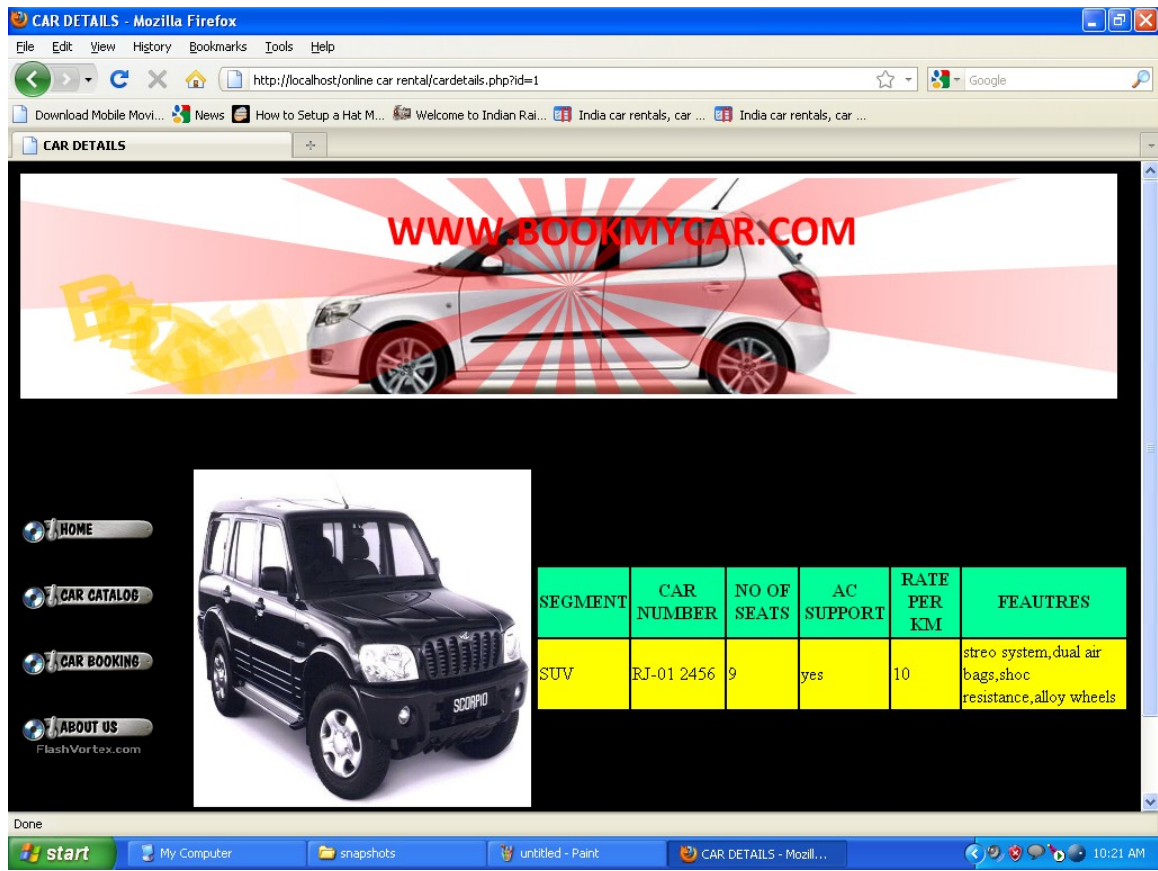 CAR DETAILS - Mozilla Firefox
File Edit View History Bookmarks Tools Help
http://localhost/online car rental/cardetails.php?id=1
Google
Download Mobile Movi... News How to Setup a Hat M... Welcome to Indian Rai... India car rentals, car ... India car rentals, car ...
CAR DETAILS
WWW.BOOKMYCAR.COM
HOME
CAR CATALOG
CAR BOOKING
ABOUT US
FlashVortex.com
SCORPIO
SEGMENT CAR NUMBER NO OF SEATS AC SUPPORT RATE PER KM FEAUTRES
SUV RJ-01 2456 9 yes 10 streo system,dual air
bags,shoc
resistance,alloy wheels
Done
start My Computer snapshots untitled - Paint CAR DETAILS - Mozill... 10:21 AM